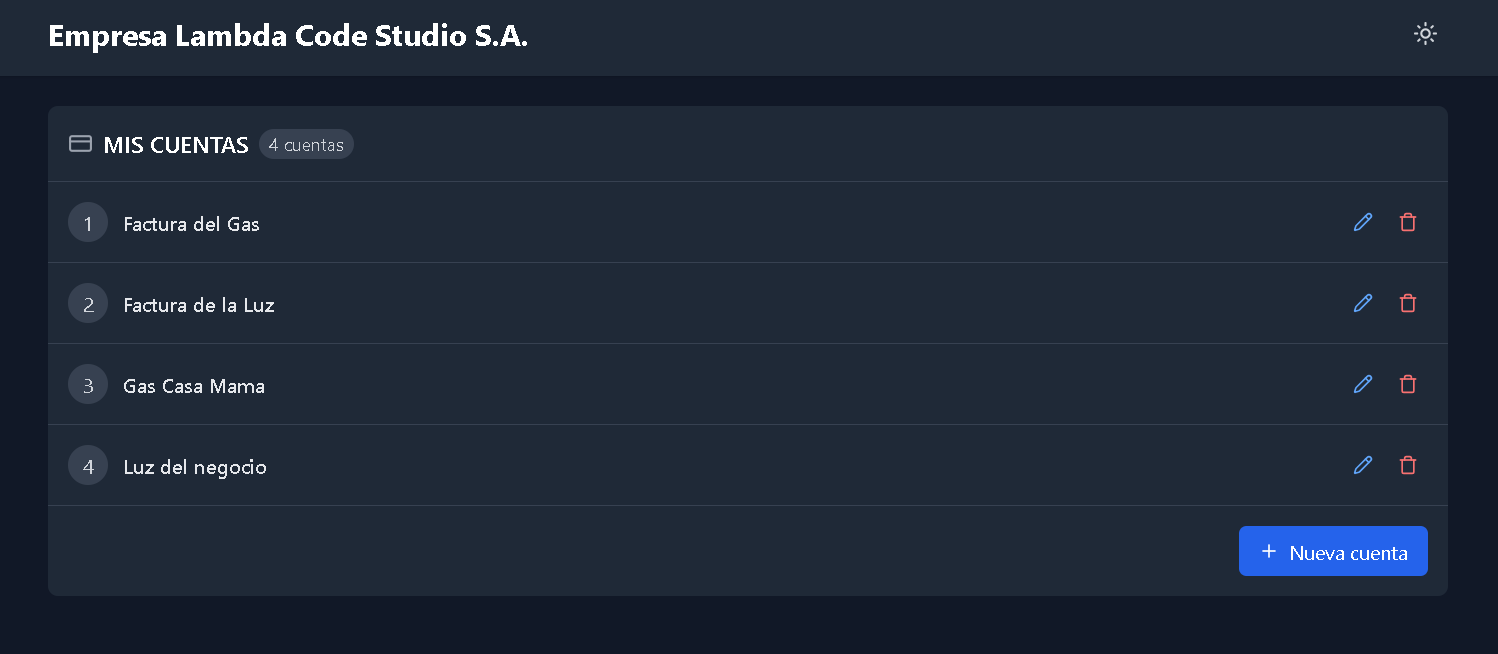 Empresa Lambda Code Studio S.A.
MIS CUENTAS 4 cuentas
1 Factura del Gas
2 Factura de la Luz
3 Gas Casa Mama
4 Luz del negocio
+ Nueva cuenta